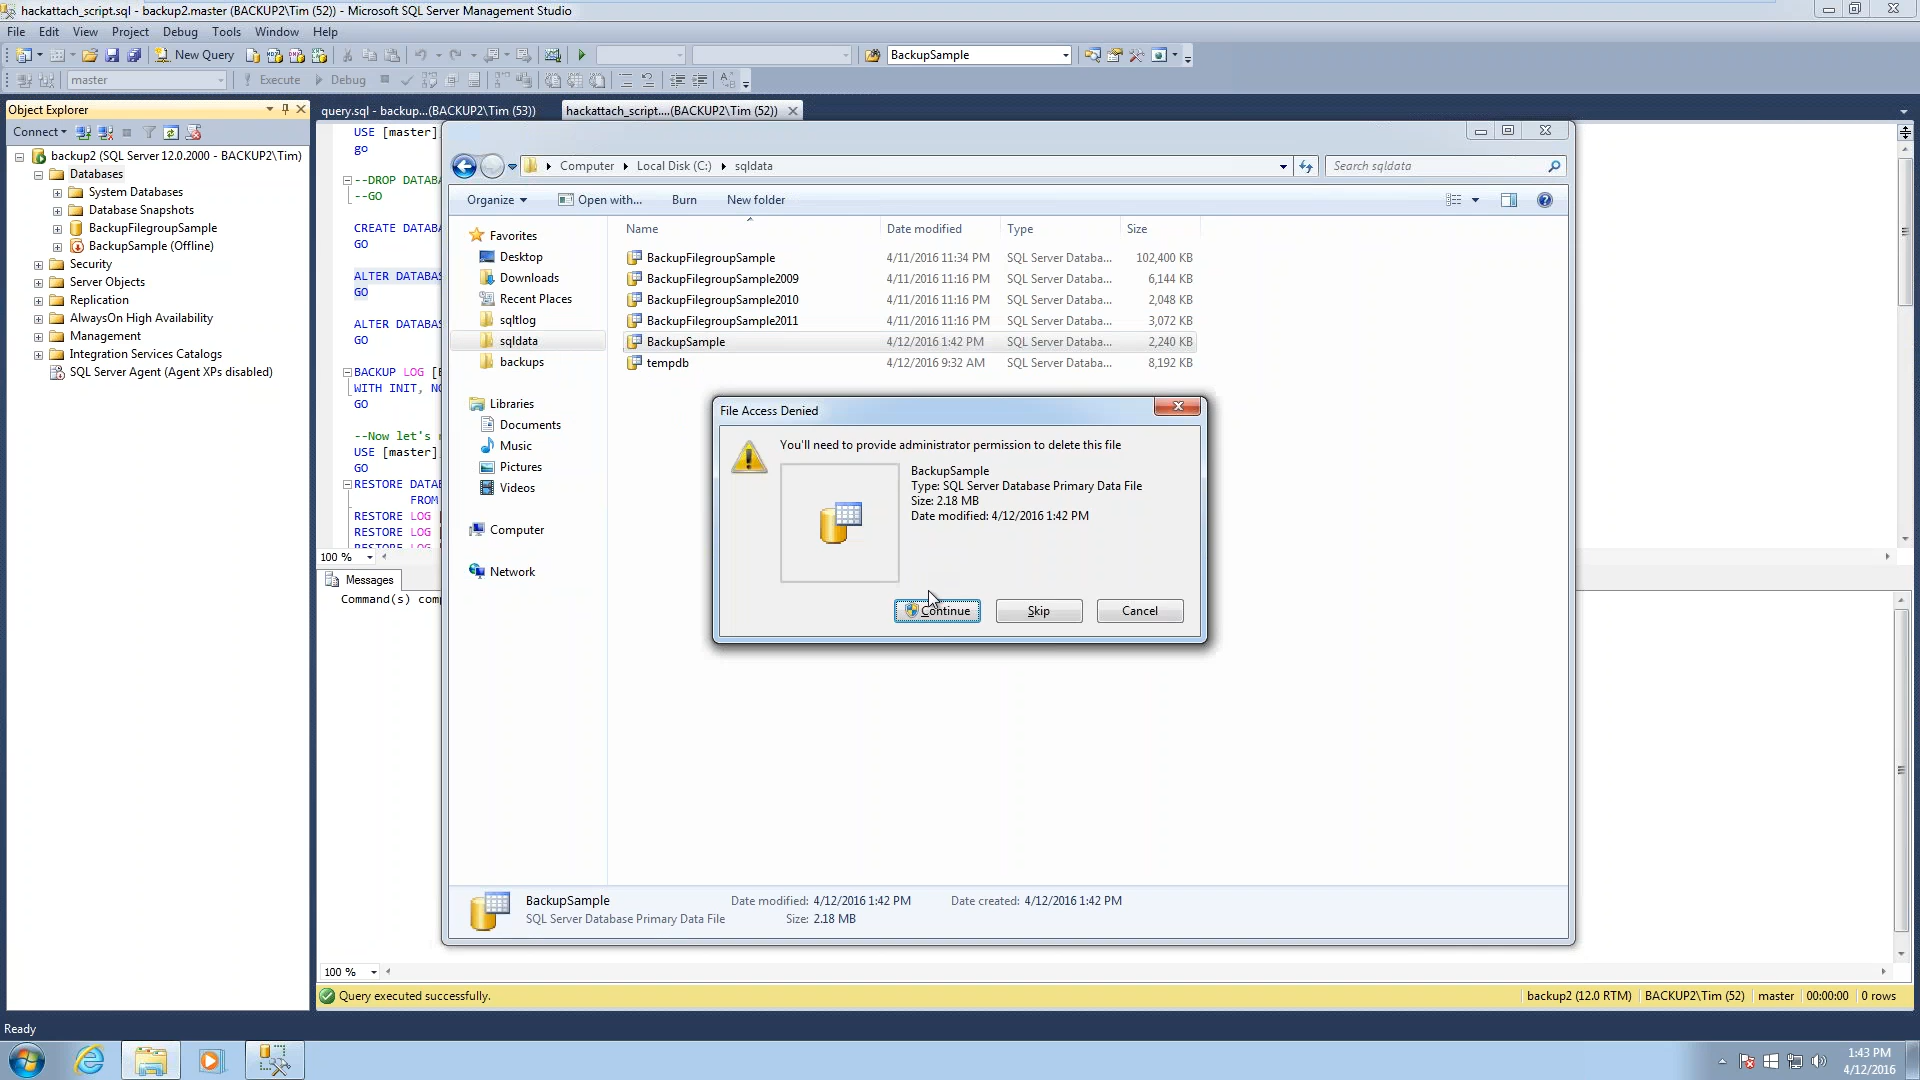 hackattach_script.sql - backup2.master (BACKUP2\Tim (52)) - Microsoft SQL Server Management Studio
File Edit View Project Debug Tools Window Help
New Query
BackupSample
master
Execute
Debug
Object Explorer
Connect
backup2 (SQL Server 12.0.2000 - BACKUP2\Tim)
Databases
System Databases
Database Snapshots
BackupFilegroupSample
BackupSample (Offline)
Security
Server Objects
Replication
AlwaysOn High Availability
Management
Integration Services Catalogs
SQL Server Agent (Agent XPs disabled)
query.sql - backup...(BACKUP2\Tim (53))
hackattach_script....(BACKUP2\Tim (52))
USE [master]
go
--DROP DATABA
--GO
CREATE DATABA
GO
ALTER DATABAS
GO
ALTER DATABAS
GO
BACKUP LOG [
WITH INIT, NO
GO
--Now let's
USE [master]
GO
RESTORE DATAB
FROM
RESTORE LOG
RESTORE LOG
RESTORE LOG
100 %
Messages
Command(s) com
100 %
Query executed successfully.
backup2 (12.0 RTM)
BACKUP2\Tim (52)
master
00:00:00
0 rows
Ready
Computer
Local Disk (C:)
sqldata
Search sqldata
Organize
Open with...
Burn
New folder
Favorites
Desktop
Downloads
Recent Places
sqltlog
sqldata
backups
Libraries
Documents
Music
Pictures
Videos
Computer
Network
Name Date modified Type Size
BackupFilegroupSample 4/11/2016 11:34 PM SQL Server Databa... 102,400 KB
BackupFilegroupSample2009 4/11/2016 11:16 PM SQL Server Databa... 6,144 KB
BackupFilegroupSample2010 4/11/2016 11:16 PM SQL Server Databa... 2,048 KB
BackupFilegroupSample2011 4/11/2016 11:16 PM SQL Server Databa... 3,072 KB
BackupSample 4/12/2016 1:42 PM SQL Server Databa... 2,240 KB
tempdb 4/12/2016 9:32 AM SQL Server Databa... 8,192 KB
File Access Denied
You'll need to provide administrator permission to delete this file
BackupSample
Type: SQL Server Database Primary Data File
Size: 2.18 MB
Date modified: 4/12/2016 1:42 PM
Continue
Skip
Cancel
BackupSample Date modified: 4/12/2016 1:42 PM Date created: 4/12/2016 1:42 PM
SQL Server Database Primary Data File Size: 2.18 MB
1:43 PM
4/12/2016